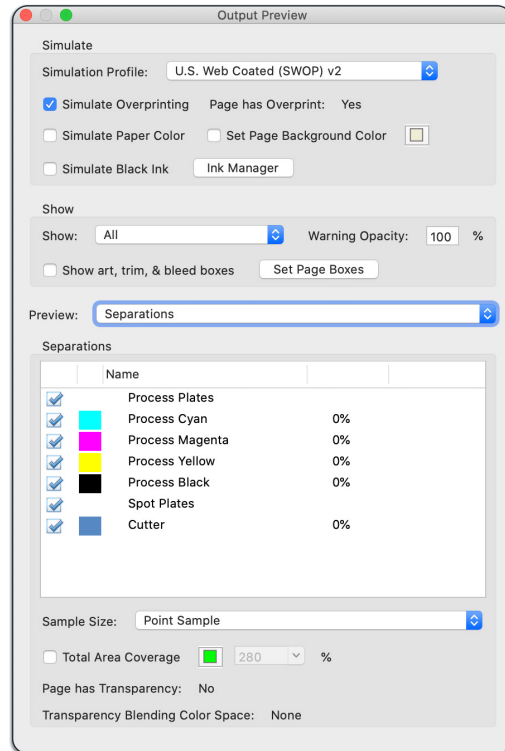 Output Preview
Simulate
Simulation Profile: U.S. Web Coated (SWOP) v2
Simulate Overprinting Page has Overprint: Yes
Simulate Paper Color Set Page Background Color
Simulate Black Ink Ink Manager
Show
Show: All Warning Opacity: 100 %
Show art, trim, & bleed boxes Set Page Boxes
Preview: Separations
Separations
Name
Process Plates
Process Cyan 0%
Process Magenta 0%
Process Yellow 0%
Process Black 0%
Spot Plates
Cutter 0%
Sample Size: Point Sample
Total Area Coverage 280 %
Page has Transparency: No
Transparency Blending Color Space: None